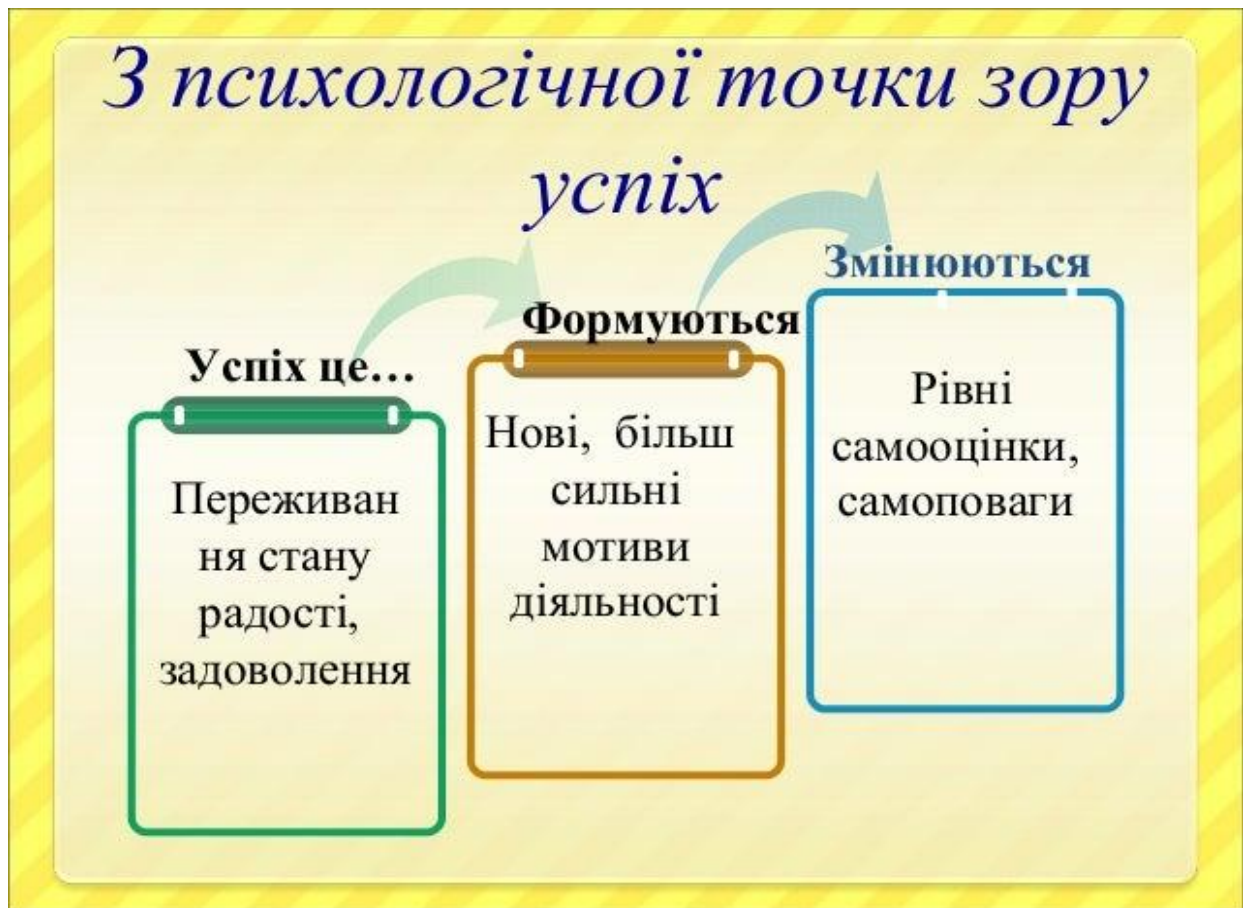 З психологічної точки зору
успіх
Успіх це...
Переживан
ня стану
радості,
задоволення
Формуються
Нові, більш
сильні
мотиви
діяльності
Змінюються
Рівні
самооцінки,
самоповаги